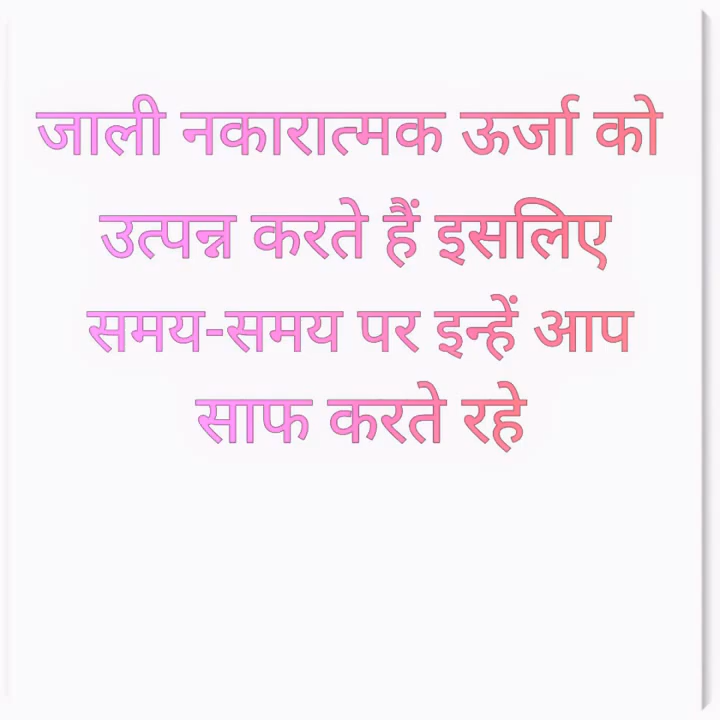 जाली नकारात्मक ऊर्जा को
उत्पन्न करते हैं इसलिए
समय-समय पर इन्हें आप
साफ करते रहे